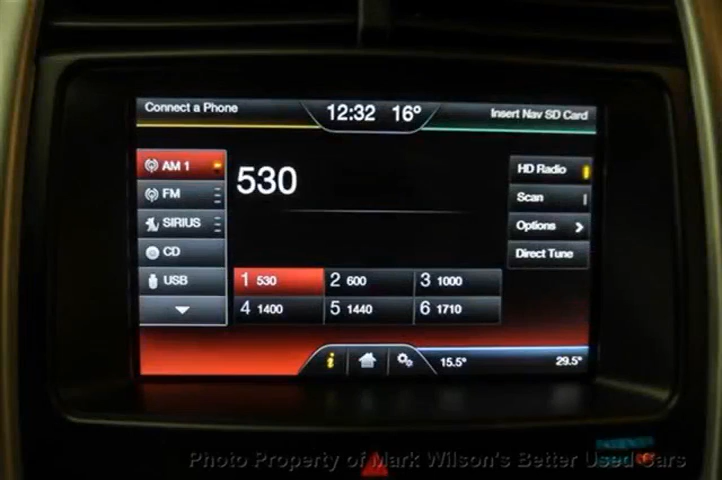 Connect a Phone
12:32 16°
Insert Nav SD Card
AM 1
530
HD Radio
FM
Scan
SIRIUS
Options
CD
Direct Tune
USB
1 530 2 600 3 1000
4 1400 5 1440 6 1710
i
15.5° 29.5°
Photo Property of Mark Wilson's Better Used Cars